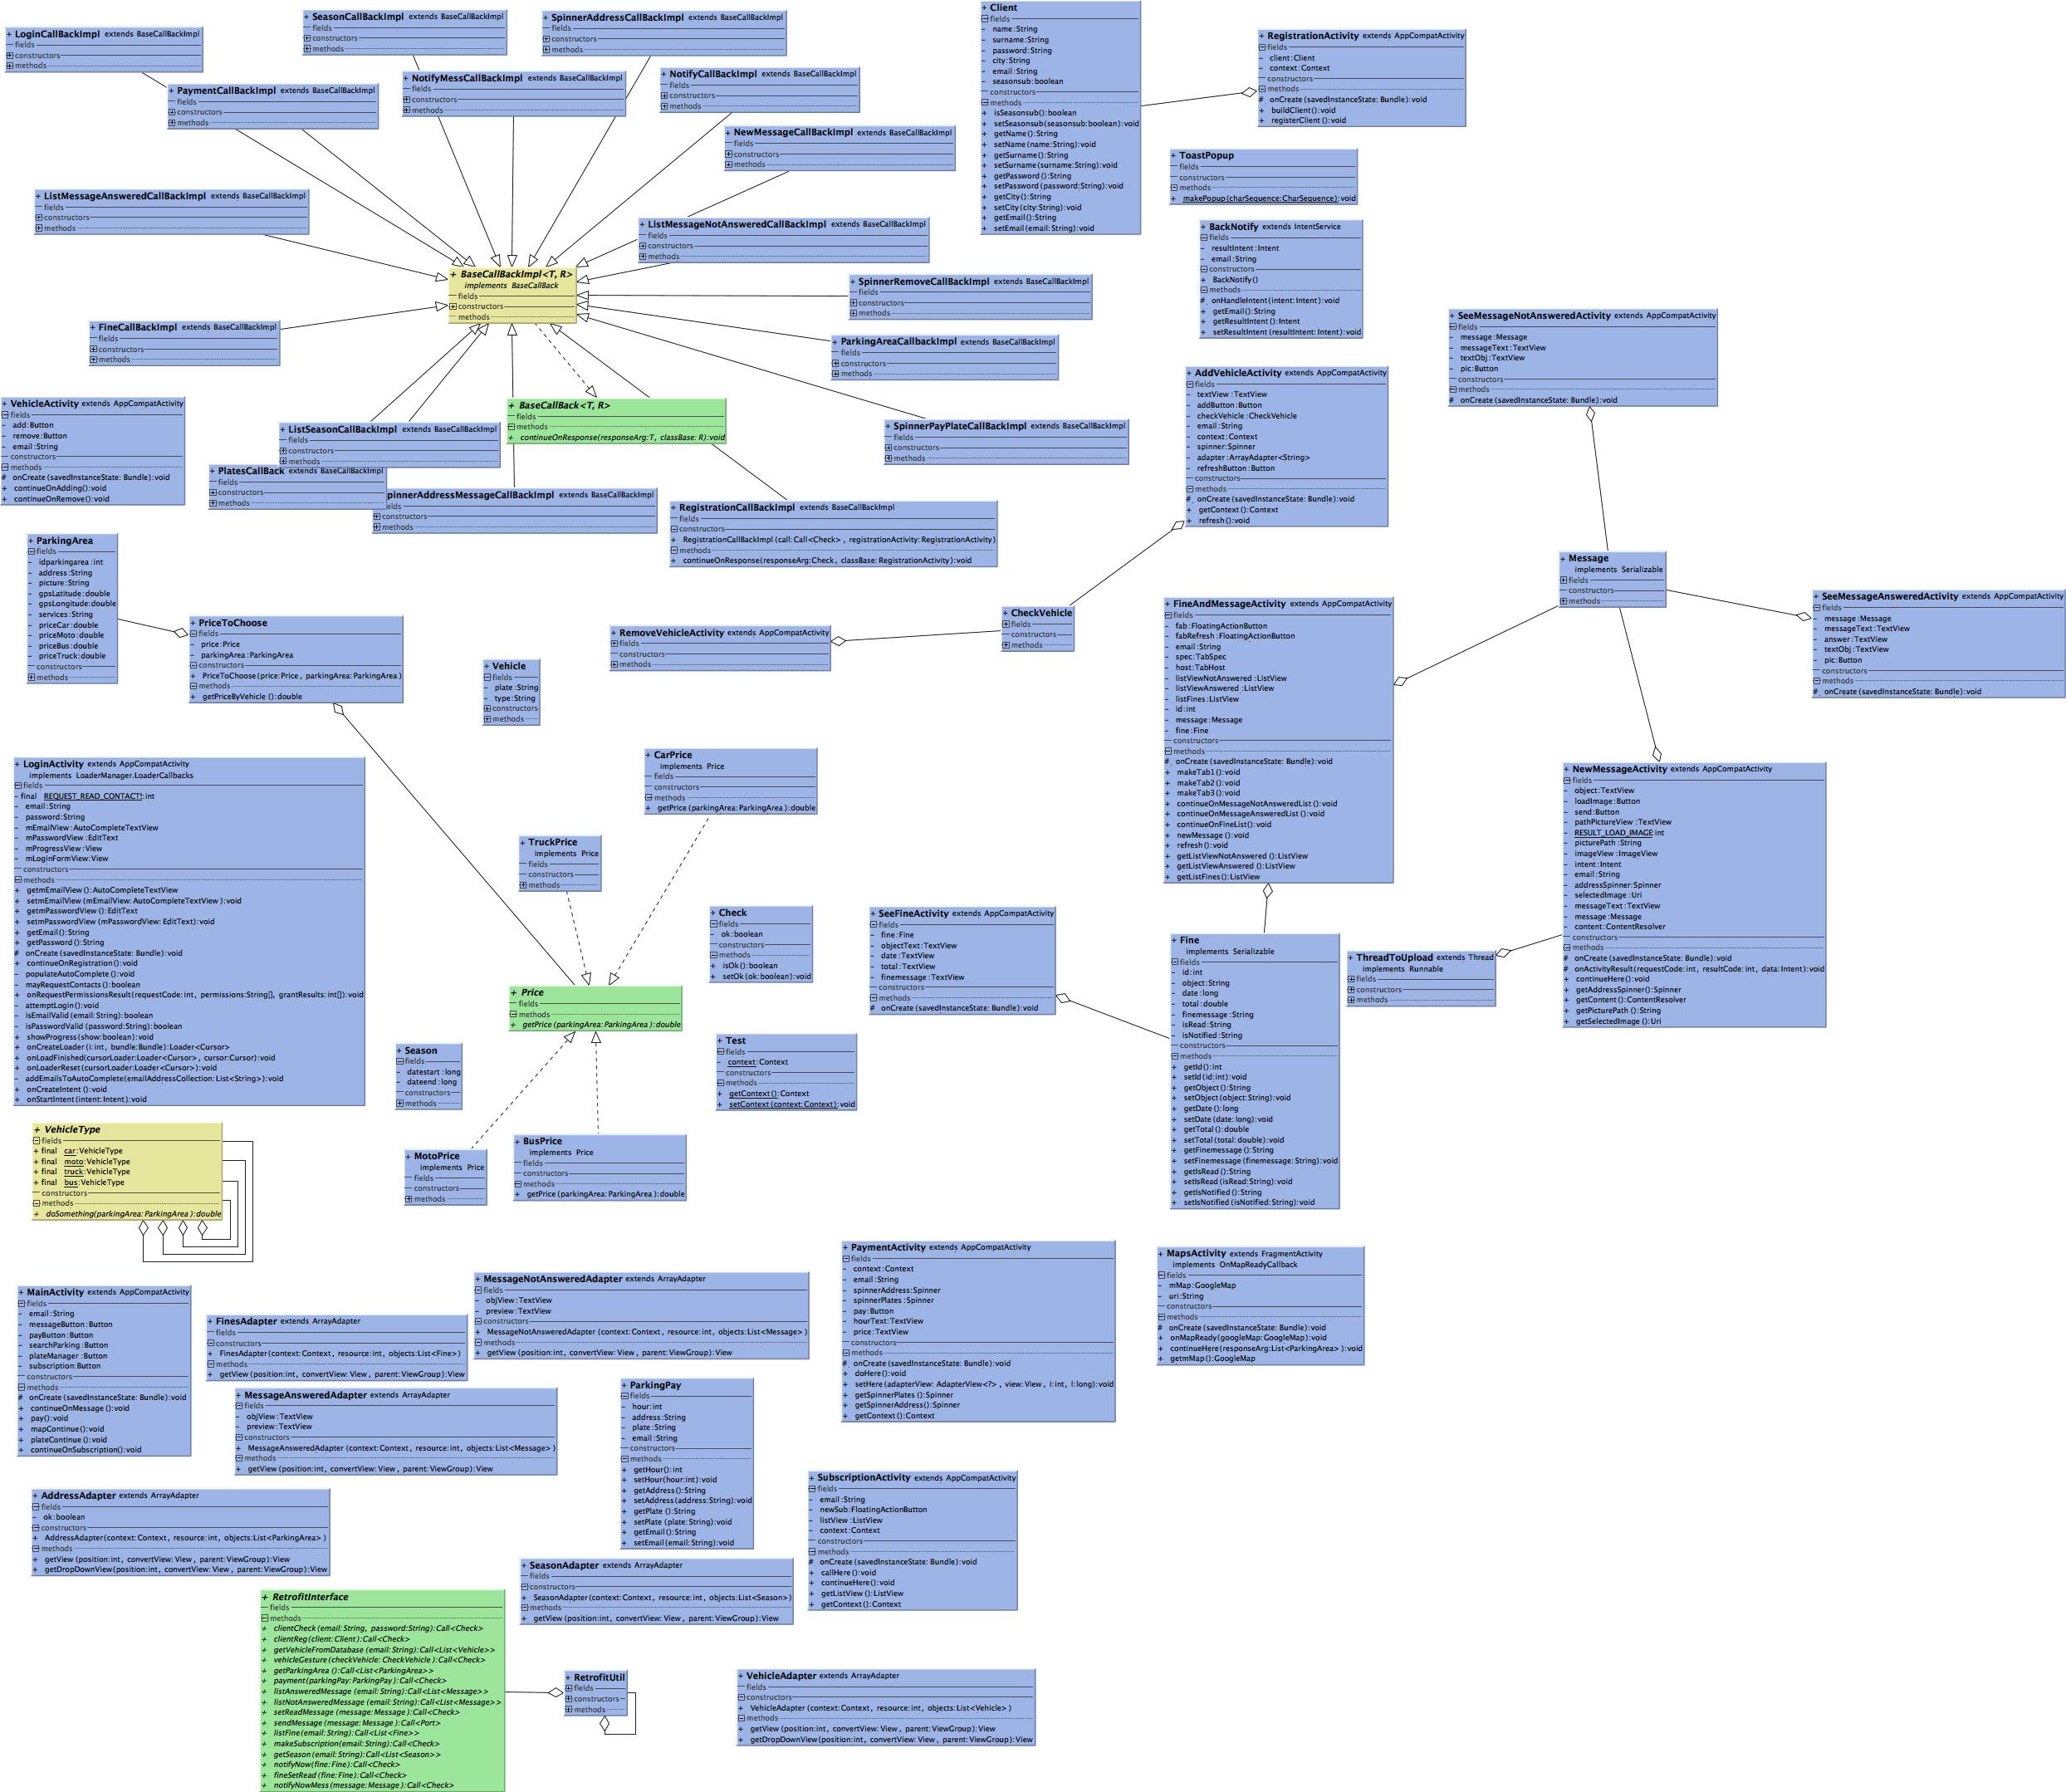 + LoginCallBackImpl extends BaseCallBackImpl
fields
constructors
methods
+ SeasonCallBackImpl extends BaseCallBackImpl
fields
constructors
methods
+ SpinnerAddressCallBackImpl extends BaseCallBackImpl
fields
constructors
methods
+ PaymentCallBackImpl extends BaseCallBackImpl
fields
constructors
methods
+ NotifyMessCallBackImpl extends BaseCallBackImpl
fields
constructors
methods
+ NotifyCallBackImpl extends BaseCallBackImpl
fields
constructors
methods
+ NewMessageCallBackImpl extends BaseCallBackImpl
fields
constructors
methods
+ Client
fields
- name:String
- surname:String
- password:String
- city:String
- email:String
- seasonsub:boolean
constructors
methods
+ isSeasonsub():boolean
+ setSeasonsub(seasonsub:boolean):void
+ getName():String
+ setName(name:String):void
+ getSurname():String
+ setSurname(surname:String):void
+ getPassword():String
+ setPassword(password:String):void
+ getCity():String
+ setCity(city:String):void
+ getEmail():String
+ setEmail(email:String):void
+ RegistrationActivity extends AppCompatActivity
fields
- client:Client
- context:Context
constructors
methods
# onCreate(savedInstanceState: Bundle):void
+ buildClient():void
+ registerClient():void
+ ToastPopup
fields
constructors
methods
+ makePopup(charSequence:CharSequence):void
+ BackNotify extends IntentService
fields
- resultIntent:Intent
- email:String
constructors
+ BackNotify()
methods
# onHandleIntent(intent: Intent):void
+ getEmail():String
+ getResultIntent():Intent
+ setResultIntent(resultIntent: Intent):void
+ ListMessageAnsweredCallBackImpl extends BaseCallBackImpl
fields
constructors
methods
+ ListMessageNotAnsweredCallBackImpl extends BaseCallBackImpl
fields
constructors
methods
+ BaseCallBackImpl<T, R>
implements BaseCallBack
fields
constructors
methods
+ SpinnerRemoveCallBackImpl extends BaseCallBackImpl
fields
constructors
methods
+ FineCallBackImpl extends BaseCallBackImpl
fields
constructors
methods
+ ParkingAreaCallbackImpl extends BaseCallBackImpl
fields
constructors
methods
+ SeeMessageNotAnsweredActivity extends AppCompatActivity
fields
- message:Message
- messageText:TextView
- textObj:TextView
- pic:Button
constructors
methods
# onCreate(savedInstanceState: Bundle):void
+ AddVehicleActivity extends AppCompatActivity
fields
- textView:TextView
- addButton:Button
- checkVehicle:CheckVehicle
- email:String
- context:Context
- spinner:Spinner
- adapter:ArrayAdapter<String>
- refreshButton:Button
constructors
methods
# onCreate(savedInstanceState: Bundle):void
+ getContext():Context
+ refresh():void
+ VehicleActivity extends AppCompatActivity
fields
- add:Button
- remove:Button
- email:String
constructors
methods
# onCreate(savedInstanceState: Bundle):void
+ continueOnAdding():void
+ continueOnRemove():void
+ BaseCallBack<T, R>
fields
methods
+ continueOnResponse(responseArg:T, classBase: R):void
+ ListSeasonCallBackImpl extends BaseCallBackImpl
fields
constructors
methods
+ SpinnerPayPlateCallBackImpl extends BaseCallBackImpl
fields
constructors
methods
+ PlatesCallBack extends BaseCallBackImpl
fields
constructors
methods
pinnerAddressMessageCallBackImpl extends BaseCallBackImpl
elds
constructors
methods
+ RegistrationCallBackImpl extends BaseCallBackImpl
fields
constructors
+ RegistrationCallBackImpl (call:Call<Check>, registrationActivity:RegistrationActivity)
methods
+ continueOnResponse(responseArg:Check, classBase: RegistrationActivity):void
+ ParkingArea
fields
- idparkingarea:int
- address:String
- picture:String
- gpsLatitude:double
- gpsLongitude:double
- services:String
- priceCar:double
- priceMoto:double
- priceBus:double
- priceTruck:double
constructors
methods
+ PriceToChoose
fields
- price:Price
- parkingArea:ParkingArea
constructors
+ PriceToChoose(price:Price, parkingArea: ParkingArea)
methods
+ getPriceByVehicle():double
+ Message
implements Serializable
fields
constructors
methods
+ SeeMessageAnsweredActivity extends AppCompatActivity
fields
- message:Message
- messageText:TextView
- answer:TextView
- textObj:TextView
- pic:Button
constructors
methods
# onCreate(savedInstanceState: Bundle):void
+ CheckVehicle
fields
constructors
methods
+ RemoveVehicleActivity extends AppCompatActivity
fields
constructors
methods
+ FineAndMessageActivity extends AppCompatActivity
fields
- fab:FloatingActionButton
- fabRefresh:FloatingActionButton
- email:String
- spec:TabSpec
- host:TabHost
- listViewNotAnswered:ListView
- listViewAnswered:ListView
- listFines:ListView
- id:int
- message:Message
- fine:Fine
constructors
methods
# onCreate(savedInstanceState: Bundle):void
+ makeTab1():void
+ makeTab2():void
+ makeTab3():void
+ continueOnMessageNotAnsweredList():void
+ continueOnMessageAnsweredList():void
+ continueOnFineList():void
+ newMessage():void
+ refresh():void
+ getListViewNotAnswered():ListView
+ getListViewAnswered():ListView
+ getListFines():ListView
+ Vehicle
fields
- plate:String
- type:String
constructors
methods
+ LoginActivity extends AppCompatActivity
implements LoaderManager.LoaderCallbacks
fields
- final REQUEST_READ_CONTACTS:int
- email:String
- password:String
- mEmailView:AutoCompleteTextView
- mPasswordView:EditText
- mProgressView:View
- mLoginFormView:View
constructors
methods
+ getmEmailView():AutoCompleteTextView
+ setmEmailView(mEmailView: AutoCompleteTextView):void
+ getmPasswordView():EditText
+ setmPasswordView(mPasswordView: EditText):void
+ getEmail():String
+ getPassword():String
# onCreate(savedInstanceState: Bundle):void
+ continueOnRegistration():void
- populateAutoComplete():void
- mayRequestContacts():boolean
+ onRequestPermissionsResult(requestCode:int, permissions:String[], grantResults: int[]):void
- attemptLogin():void
- isEmailValid(email:String):boolean
- isPasswordValid(password:String):boolean
+ showProgress(show:boolean):void
+ onCreateLoader(i:int, bundle:Bundle):Loader<Cursor>
+ onLoadFinished(cursorLoader:Loader<Cursor>, cursor:Cursor):void
+ onLoaderReset(cursorLoader:Loader<Cursor>):void
- addEmailsToAutoComplete(emailAddressCollection:List<String>):void
+ onCreateIntent():void
+ onStartIntent(intent:Intent):void
+ CarPrice
implements Price
fields
constructors
methods
+ getPrice(parkingArea:ParkingArea):double
+ TruckPrice
implements Price
fields
constructors
methods
+ NewMessageActivity extends AppCompatActivity
fields
- object:TextView
- loadImage:Button
- send:Button
- pathPictureView:TextView
- RESULT_LOAD_IMAGE:int
- picturePath:String
- imageView:ImageView
- intent:Intent
- email:String
- addressSpinner:Spinner
- selectedImage:Uri
- messageText:TextView
- message:Message
- content:ContentResolver
constructors
methods
# onCreate(savedInstanceState: Bundle):void
# onActivityResult(requestCode:int, resultCode:int, data:Intent):void
+ continueHere():void
+ getAddressSpinner():Spinner
+ getContent():ContentResolver
+ getPicturePath():String
+ getSelectedImage():Uri
+ Check
fields
- ok:boolean
constructors
methods
+ isOk():boolean
+ setOk(ok:boolean):void
+ SeeFineActivity extends AppCompatActivity
fields
- fine:Fine
- objectText:TextView
- date:TextView
- total:TextView
- finemessage:TextView
constructors
methods
# onCreate(savedInstanceState: Bundle):void
+ Fine
implements Serializable
fields
- id:int
- object:String
- date:long
- total:double
- finemessage:String
- isRead:String
- isNotified:String
constructors
methods
+ getId():int
+ setId(id:int):void
+ getObject():String
+ setObject(object:String):void
+ getDate():long
+ setDate(date:long):void
+ getTotal():double
+ setTotal(total:double):void
+ getFinemessage():String
+ setFinemessage(finemessage:String):void
+ getIsRead():String
+ setIsRead(isRead:String):void
+ getIsNotified():String
+ setIsNotified(isNotified:String):void
+ ThreadToUpload extends Thread
implements Runnable
fields
constructors
methods
+ Price
fields
methods
+ getPrice(parkingArea:ParkingArea):double
+ Test
fields
- context:Context
constructors
methods
+ getContext():Context
+ setContext(context:Context):void
+ Season
fields
- datestart:long
- dateend:long
constructors
methods
+ VehicleType
fields
+ final car:VehicleType
+ final moto:VehicleType
+ final truck:VehicleType
+ final bus:VehicleType
constructors
methods
+ doSomething(parkingArea:ParkingArea):double
+ MotoPrice
implements Price
fields
constructors
methods
+ BusPrice
implements Price
fields
constructors
methods
+ getPrice(parkingArea:ParkingArea):double
+ PaymentActivity extends AppCompatActivity
fields
- context:Context
- email:String
- spinnerAddress:Spinner
- spinnerPlates:Spinner
- pay:Button
- hourText:TextView
- price:TextView
constructors
methods
# onCreate(savedInstanceState: Bundle):void
+ doHere():void
+ setHere(adapterView: AdapterView<?>, view:View, i:int, l:long):void
+ getSpinnerPlates():Spinner
+ getSpinnerAddress():Spinner
+ getContext():Context
+ MapsActivity extends FragmentActivity
implements OnMapReadyCallback
fields
- mMap:GoogleMap
- uri:String
constructors
methods
# onCreate(savedInstanceState: Bundle):void
+ onMapReady(googleMap:GoogleMap):void
+ continueHere(responseArg:List<ParkingArea>):void
+ getmMap():GoogleMap
+ MainActivity extends AppCompatActivity
fields
- email:String
- messageButton:Button
- payButton:Button
- searchParking:Button
- plateManager:Button
- subscription:Button
constructors
methods
# onCreate(savedInstanceState: Bundle):void
+ continueOnMessage():void
+ pay():void
+ mapContinue():void
+ plateContinue():void
+ continueOnSubscription():void
+ FinesAdapter extends ArrayAdapter
fields
constructors
+ FinesAdapter(context:Context, resource:int, objects:List<Fine>)
methods
+ getView(position:int, convertView:View, parent:ViewGroup):View
+ MessageNotAnsweredAdapter extends ArrayAdapter
fields
- objView:TextView
- preview:TextView
constructors
+ MessageNotAnsweredAdapter(context:Context, resource:int, objects:List<Message>)
methods
+ getView(position:int, convertView:View, parent:ViewGroup):View
+ MessageAnsweredAdapter extends ArrayAdapter
fields
- objView:TextView
- preview:TextView
constructors
+ MessageAnsweredAdapter(context:Context, resource:int, objects:List<Message>)
methods
+ getView(position:int, convertView:View, parent:ViewGroup):View
+ ParkingPay
fields
- hour:int
- address:String
- plate:String
- email:String
constructors
methods
+ getHour():int
+ setHour(hour:int):void
+ getAddress():String
+ setAddress(address:String):void
+ getPlate():String
+ setPlate(plate:String):void
+ getEmail():String
+ setEmail(email:String):void
+ SubscriptionActivity extends AppCompatActivity
fields
- email:String
- newSub:FloatingActionButton
- listView:ListView
- context:Context
constructors
methods
# onCreate(savedInstanceState: Bundle):void
+ callHere():void
+ continueHere():void
+ getListView():ListView
+ getContext():Context
+ AddressAdapter extends ArrayAdapter
fields
- ok:boolean
constructors
+ AddressAdapter(context:Context, resource:int, objects:List<ParkingArea>)
methods
+ getView(position:int, convertView:View, parent:ViewGroup):View
+ getDropDownView(position:int, convertView:View, parent:ViewGroup):View
+ SeasonAdapter extends ArrayAdapter
fields
constructors
+ SeasonAdapter(context:Context, resource:int, objects:List<Season>)
methods
+ getView(position:int, convertView:View, parent:ViewGroup):View
+ RetrofitInterface
fields
methods
+ clientCheck(email:String, password:String):Call<Check>
+ clientReg(client:Client):Call<Check>
+ getVehicleFromDatabase(email:String):Call<List<Vehicle>>
+ vehicleGesture(checkVehicle:CheckVehicle):Call<Check>
+ getParkingArea():Call<List<ParkingArea>>
+ payment(parkingPay:ParkingPay):Call<Check>
+ listAnsweredMessage(email:String):Call<List<Message>>
+ listNotAnsweredMessage(email:String):Call<List<Message>>
+ setReadMessage(message:Message):Call<Check>
+ sendMessage(message:Message):Call<Port>
+ listFine(email:String):Call<List<Fine>>
+ makeSubscription(email:String):Call<Check>
+ getSeason(email:String):Call<List<Season>>
+ notifyNow(fine:Fine):Call<Check>
+ fineSetRead(fine:Fine):Call<Check>
+ notifyNowMess(message:Message):Call<Check>
+ RetrofitUtil
fields
constructors
methods
+ VehicleAdapter extends ArrayAdapter
fields
constructors
+ VehicleAdapter(context:Context, resource:int, objects:List<Vehicle>)
methods
+ getView(position:int, convertView:View, parent:ViewGroup):View
+ getDropDownView(position:int, convertView:View, parent:ViewGroup):View